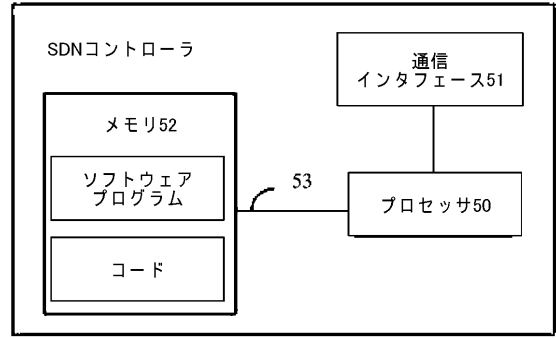 SDNコントローラ
通信
インタフェース51
メモリ52
ソフトウェア
プログラム
53
プロセッサ50
コード